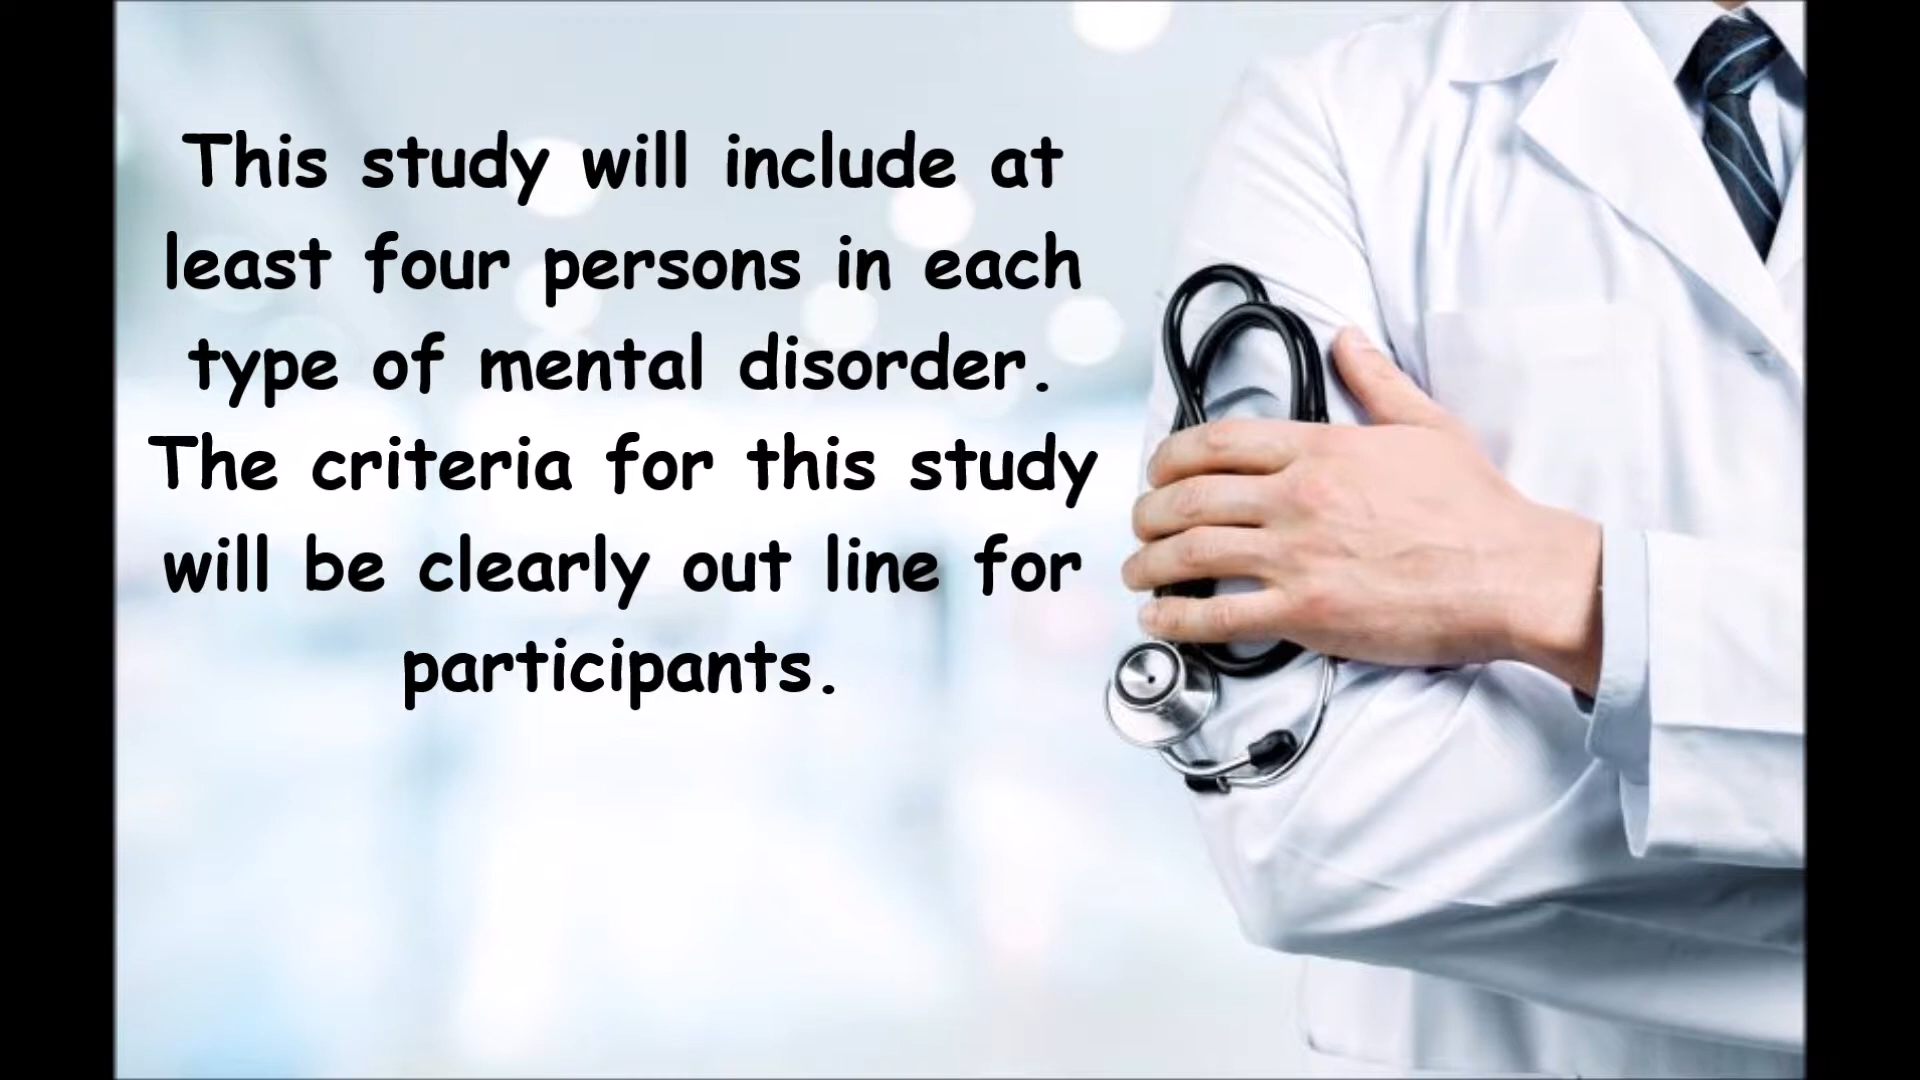 This study will include at
least four persons in each
type of mental disorder.
The criteria for this study
will be clearly out line for
participants.